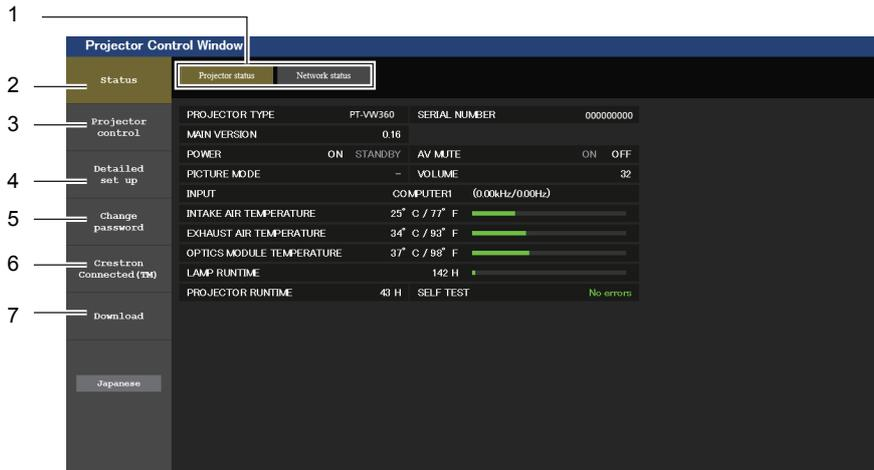 1
Projector Control Window
2
Status
Projector status
Network status
3
Projector
control
4
Detailed
set up
5
Change
password
6
Crestron
Connected(TM)
7
Download
Japanese
PROJECTOR TYPE PT-VW360 SERIAL NUMBER 000000000
MAIN VERSION 0.16
POWER ON STANDBY AV MUTE ON OFF
PICTURE MODE – VOLUME 32
INPUT COMPUTER1 (0.00kHz/0.00Hz)
INTAKE AIR TEMPERATURE 25° C / 77° F
EXHAUST AIR TEMPERATURE 34° C / 93° F
OPTICS MODULE TEMPERATURE 37° C / 98° F
LAMP RUNTIME 142 H
PROJECTOR RUNTIME 43 H SELF TEST No errors